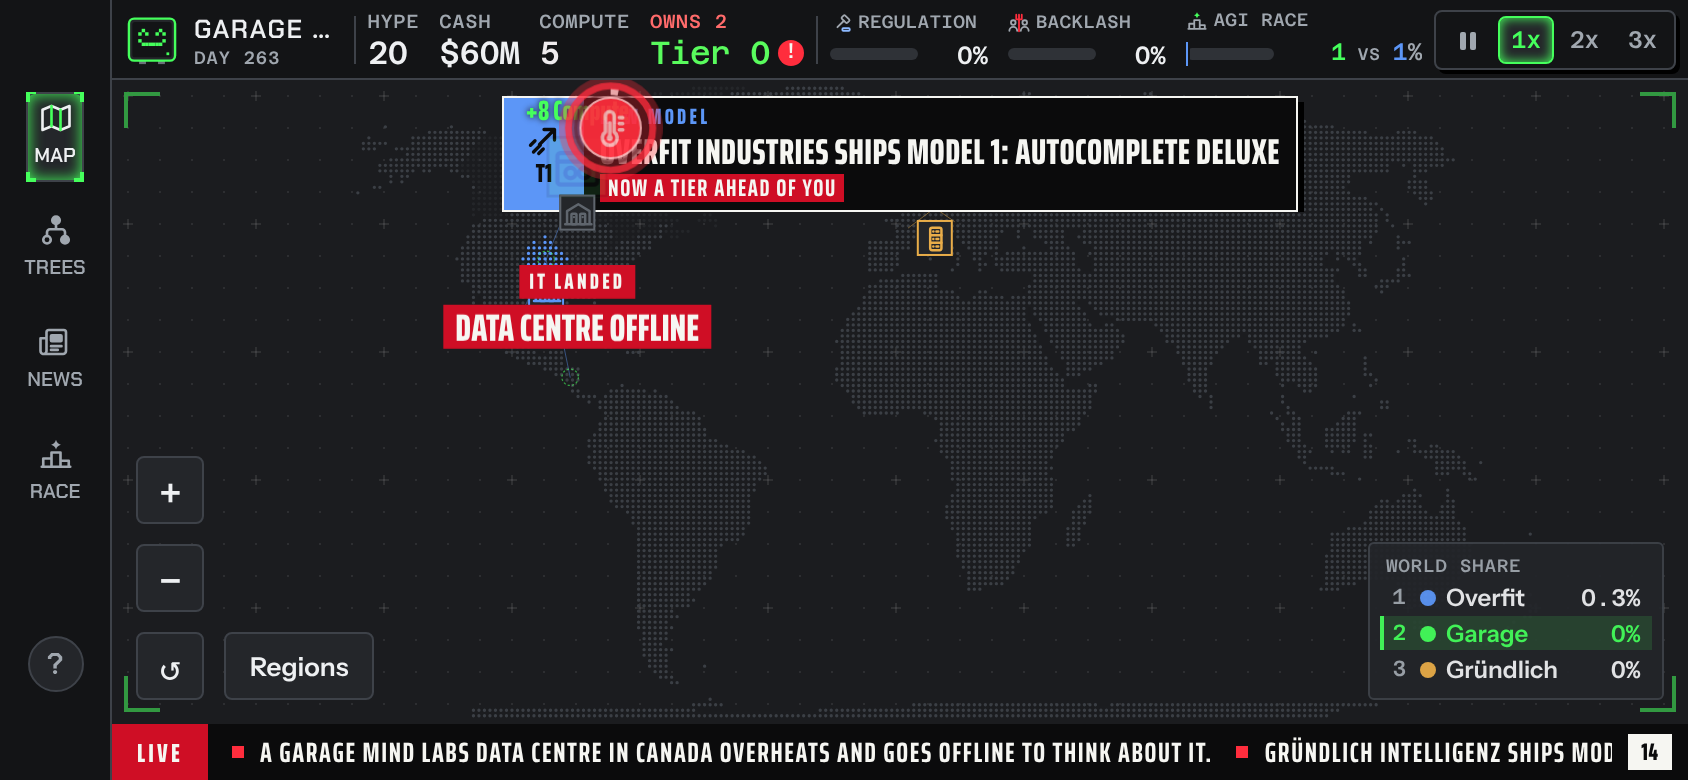 GARAGE ...
DAY 263
HYPE
20
CASH
$60M
COMPUTE
5
OWNS 2
Tier 0
!
REGULATION
0%
BACKLASH
0%
AGI RACE
1 VS 1%
1x
2x
3x
MAP
TREES
NEWS
RACE
?
+8
MODEL
T1
OVERFIT INDUSTRIES SHIPS MODEL 1: AUTOCOMPLETE DELUXE
NOW A TIER AHEAD OF YOU
IT LANDED
DATA CENTRE OFFLINE
+
−
↺
Regions
WORLD SHARE
1 Overfit 0.3%
2 Garage 0%
3 Gründlich 0%
LIVE
A GARAGE MIND LABS DATA CENTRE IN CANADA OVERHEATS AND GOES OFFLINE TO THINK ABOUT IT.
GRÜNDLICH INTELLIGENZ SHIPS MOD
14